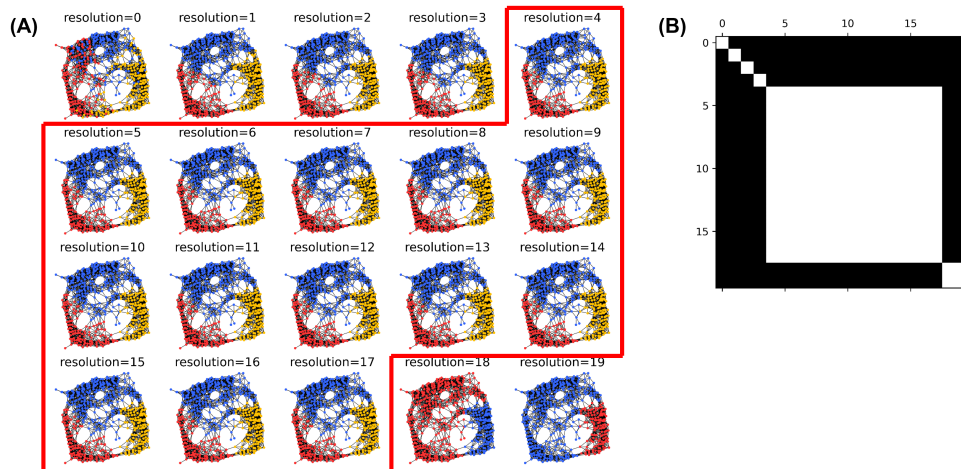 (A)
resolution=0 resolution=1 resolution=2 resolution=3 resolution=4
resolution=5 resolution=6 resolution=7 resolution=8 resolution=9
resolution=10 resolution=11 resolution=12 resolution=13 resolution=14
resolution=15 resolution=16 resolution=17 resolution=18 resolution=19
(B)
0 5 10 15
0
5
10
15